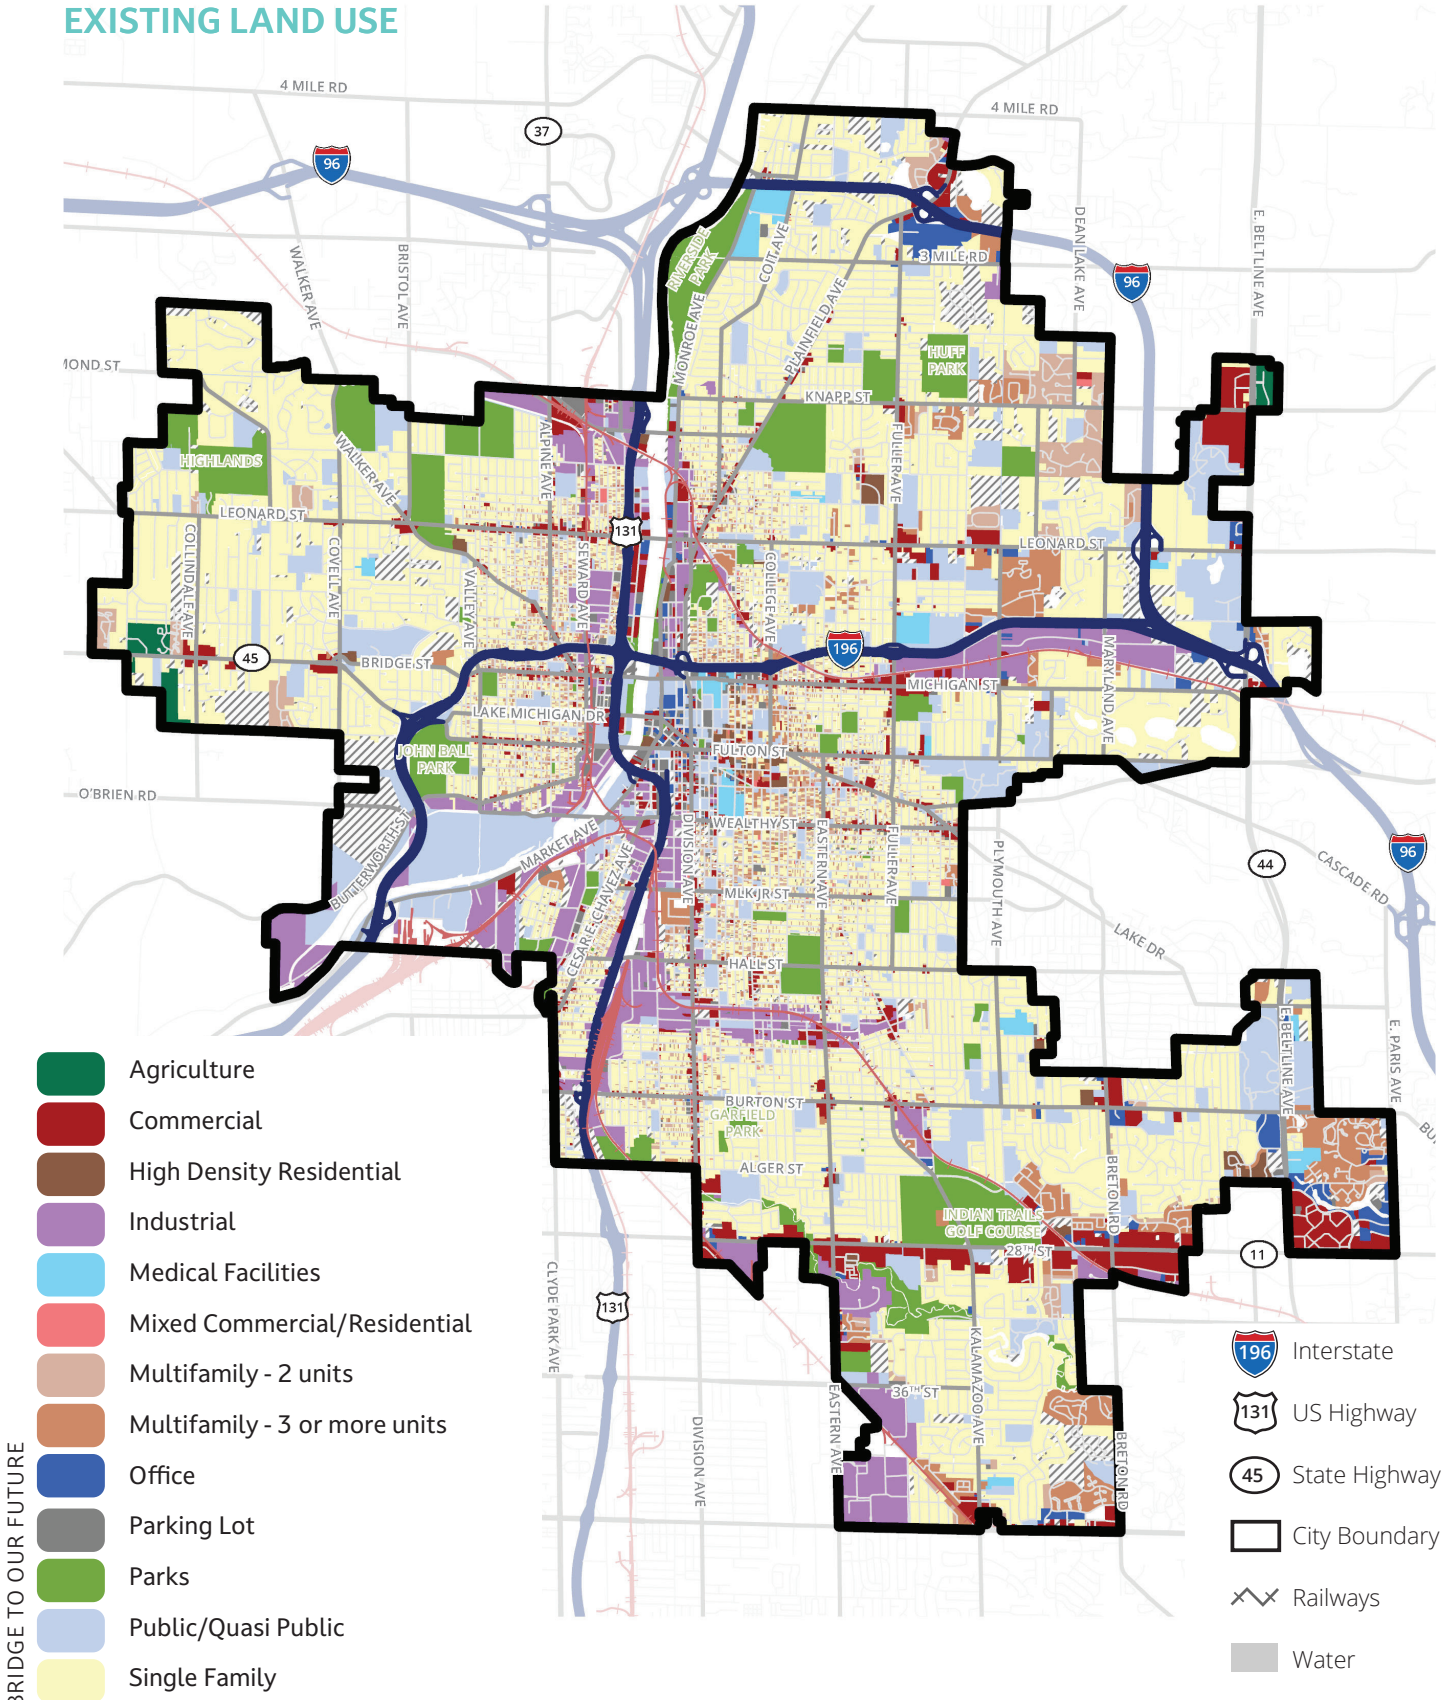 EXISTING LAND USE
4 MILE RD
4 MILE RD
37
96
WALKER AVE
BRISTOL AVE
RIVERSIDE
PARK
COIT AVE
3 MILE RD
DEAN LAKE AVE
E. BELTLINE AVE
96
MONROE AVE
PLAINFIELD AVE
HUFF
PARK
MOND ST
KNAPP ST
HIGHLANDS
WALKER AVE
ALPINE AVE
FULLER AVE
LEONARD ST
131
LEONARD ST
COLLINDALE AVE
COVELL AVE
VALLEY AVE
SEWARD AVE
COLLEGE AVE
45
BRIDGE ST
196
MARYLAND AVE
MICHIGAN ST
LAKE MICHIGAN DR
JOHN BALL
PARK
FULTON ST
O'BRIEN RD
BUTTERWORTH ST
MARKET AVE
WEALTHY ST
DIVISION AVE
EASTERN AVE
FULLER AVE
PLYMOUTH AVE
44
CASCADE RD
96
CESAR E CHAVEZ AVE
MLK JR ST
LAKE DR
HALL ST
E. BELTLINE AVE
E. PARIS AVE
BURTON ST
GARFIELD
PARK
BU
ALGER ST
BRETON RD
INDIAN TRAILS
GOLF COURSE
28TH ST
11
CLYDE PARK AVE
131
KALAMAZOO AVE
36TH ST
EASTERN AVE
DIVISION AVE
BRETON RD
Agriculture
Commercial
High Density Residential
Industrial
Medical Facilities
Mixed Commercial/Residential
Multifamily - 2 units
Multifamily - 3 or more units
Office
Parking Lot
Parks
Public/Quasi Public
Single Family
196 Interstate
131 US Highway
45 State Highway
City Boundary
Railways
Water
BRIDGE TO OUR FUTURE